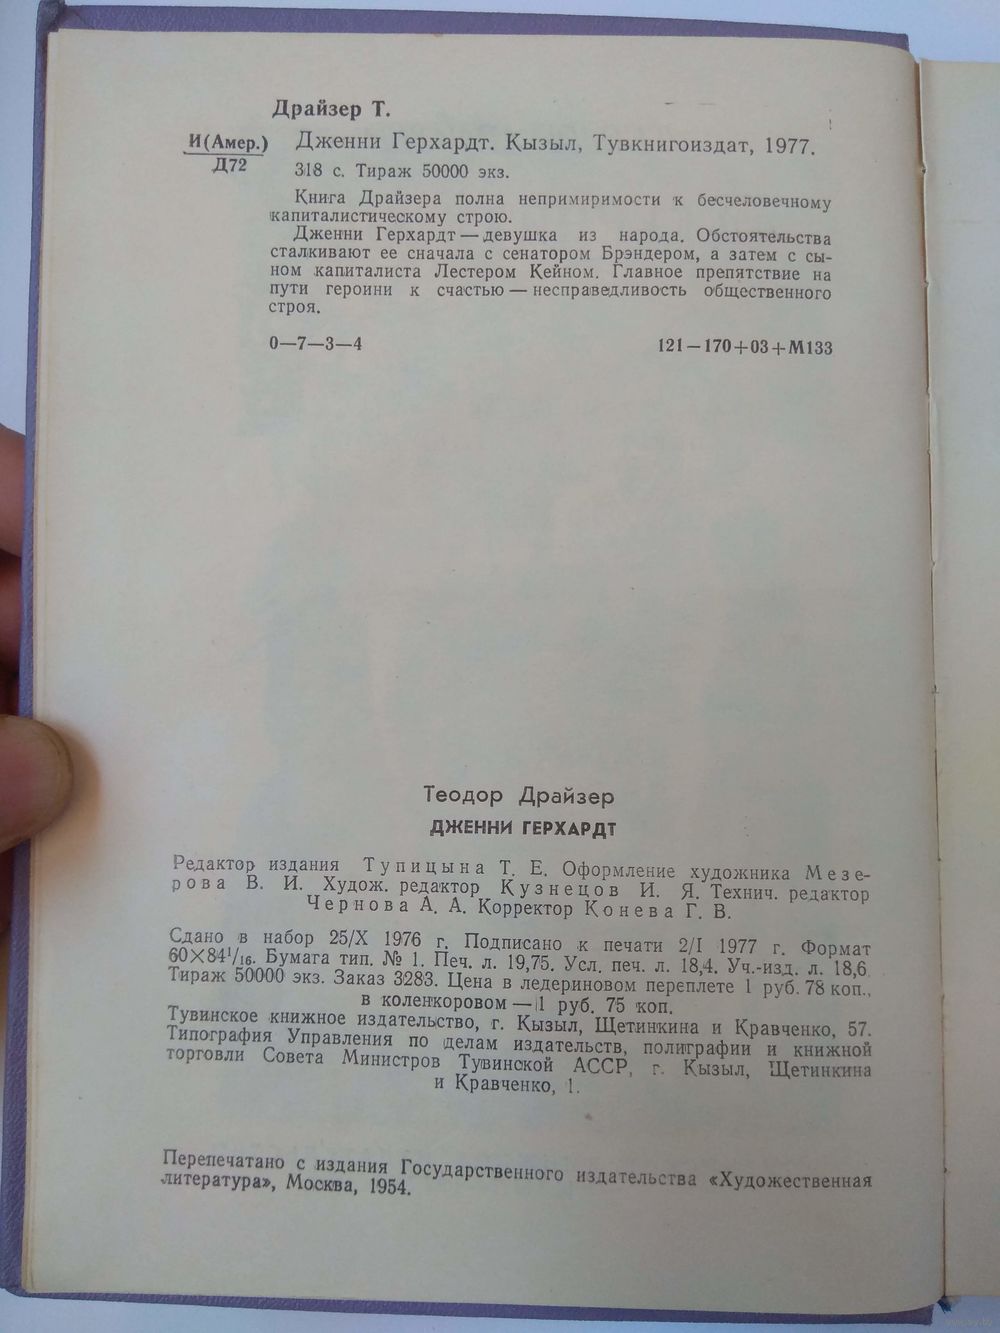 Драйзер Т.
И(Амер.) Дженни Герхардт. Кызыл, Тувкнигоиздат, 1977.
Д72
318 с. Тираж 50000 экз.
Книга Драйзера полна непримиримости к бесчеловечному
капиталистическому строю.
Дженни Герхардт — девушка из народа. Обстоятельства
сталкивают ее сначала с сенатором Брэндером, а затем с сы-
ном капиталиста Лестером Кейном. Главное препятствие на
пути героини к счастью — несправедливость общественного
строя.
0—7—3—4 121—170+03+М133
Теодор Драйзер
ДЖЕННИ ГЕРХАРДТ
Редактор издания Тупицына Т. Е. Оформление художника Мезе-
рова В. И. Худож. редактор Кузнецов И. Я. Технич. редактор
Чернова А. А. Корректор Конева Г. В.
Сдано в набор 25/X 1976 г. Подписано к печати 2/I 1977 г. Формат
60×84¹/₁₆. Бумага тип. № 1. Печ. л. 19,75. Усл. печ. л. 18,4. Уч.-изд. л. 18,6.
Тираж 50000 экз. Заказ 3283. Цена в ледериновом переплете 1 руб. 78 коп.,
в коленкоровом — 1 руб. 75 коп.
Тувинское книжное издательство, г. Кызыл, Щетинкина и Кравченко, 57.
Типография Управления по делам издательств, полиграфии и книжной
торговли Совета Министров Тувинской АССР, г. Кызыл, Щетинкина
и Кравченко, 1.
Перепечатано с издания Государственного издательства «Художественная
литература», Москва, 1954.